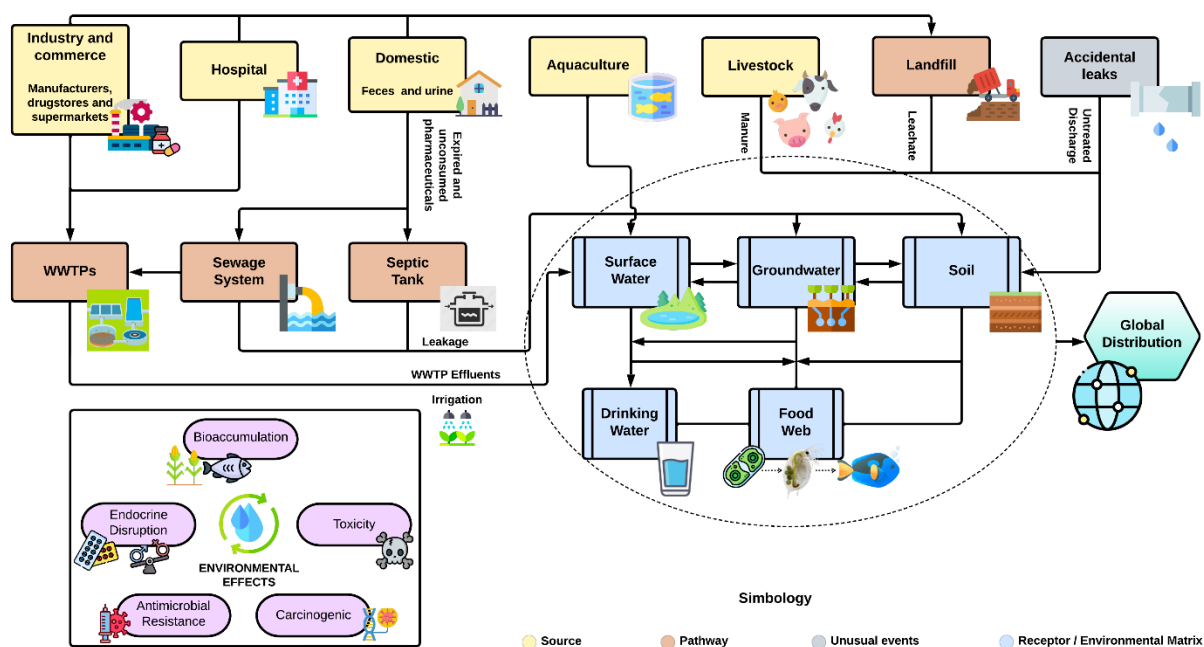 Industry and
commerce
Manufacturers,
drugstores and
supermarkets
Hospital
Domestic
Feces and urine
Aquaculture
Livestock
Landfill
Accidental
leaks
Expired and
unconsumed
pharmaceuticals
Manure
Leachate
Untreated
Discharge
WWTPs
Sewage
System
Septic
Tank
Surface
Water
Groundwater
Soil
Global
Distribution
Leakage
WWTP Effluents
Irrigation
Drinking
Water
Food
Web
Bioaccumulation
Endocrine
Disruption
Toxicity
ENVIRONMENTAL
EFFECTS
Antimicrobial
Resistance
Carcinogenic
Simbology
Source
Pathway
Unusual events
Receptor / Environmental Matrix